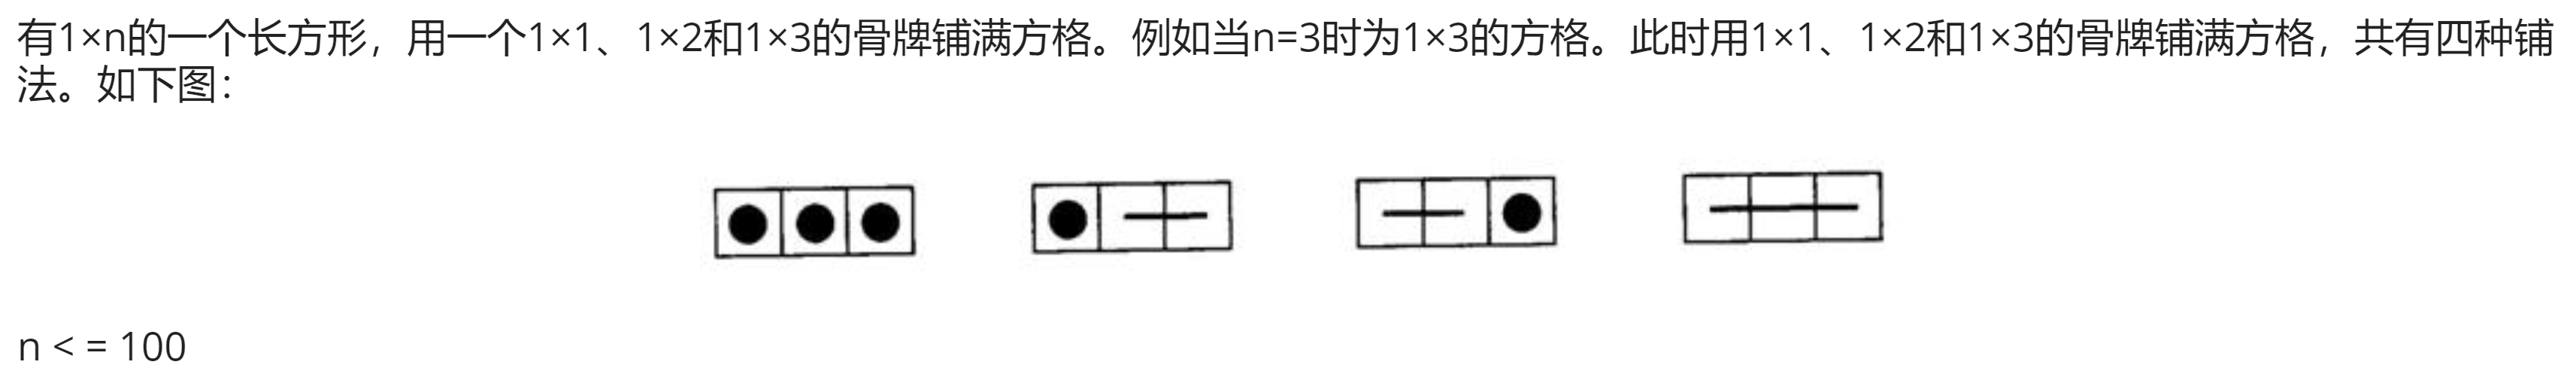 有1×n的一个长方形，用一个1×1、1×2和1×3的骨牌铺满方格。例如当n=3时为1×3的方格。此时用1×1、1×2和1×3的骨牌铺满方格，共有四种铺
法。如下图：
n < = 100